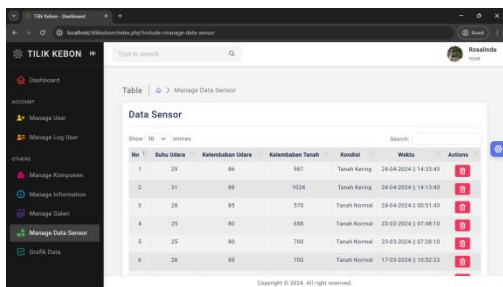 Tilik Kebon - Dashboard
localhost/tilikkebon/index.php?include=manage-data-sensor
Guest
TILIK KEBON
Type to search...
Rosalinda
rose
Dashboard
ACCOUNT
Manage User
Manage Log User
OTHERS
Manage Komponen
Manage Information
Manage Galeri
Manage Data Sensor
Grafik Data
Table | > Manage Data Sensor
Data Sensor
Show 10 entries
Search:
No Suhu Udara Kelembaban Udara Kelembaban Tanah Kondisi Waktu Actions
1 29 86 987 Tanah Kering 24-04-2024 || 14:33:43
2 31 88 1024 Tanah Kering 24-04-2024 || 14:13:43
3 28 85 570 Tanah Normal 24-04-2024 || 00:51:43
4 25 80 658 Tanah Normal 23-03-2024 || 07:48:10
5 25 80 700 Tanah Normal 23-03-2024 || 07:28:10
6 28 85 700 Tanah Normal 17-03-2024 || 10:52:23
Copyright © 2024. All right reserved.